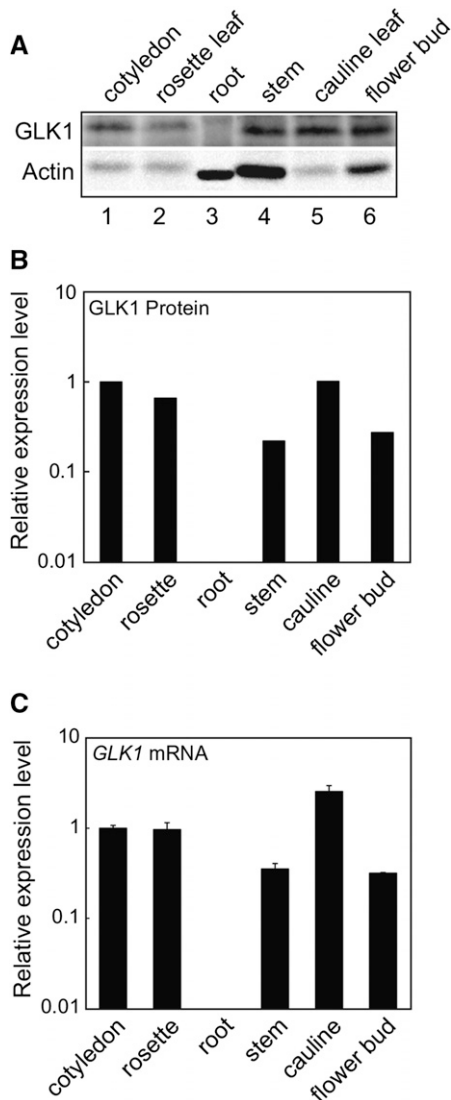 A
cotyledon
rosette leaf
root
stem
cauline leaf
flower bud
GLK1
Actin
1 2 3 4 5 6
B
GLK1 Protein
Relative expression level
10
1
0.1
0.01
cotyledon
rosette
root
stem
cauline
flower bud
C
GLK1 mRNA
Relative expression level
10
1
0.1
0.01
cotyledon
rosette
root
stem
cauline
flower bud